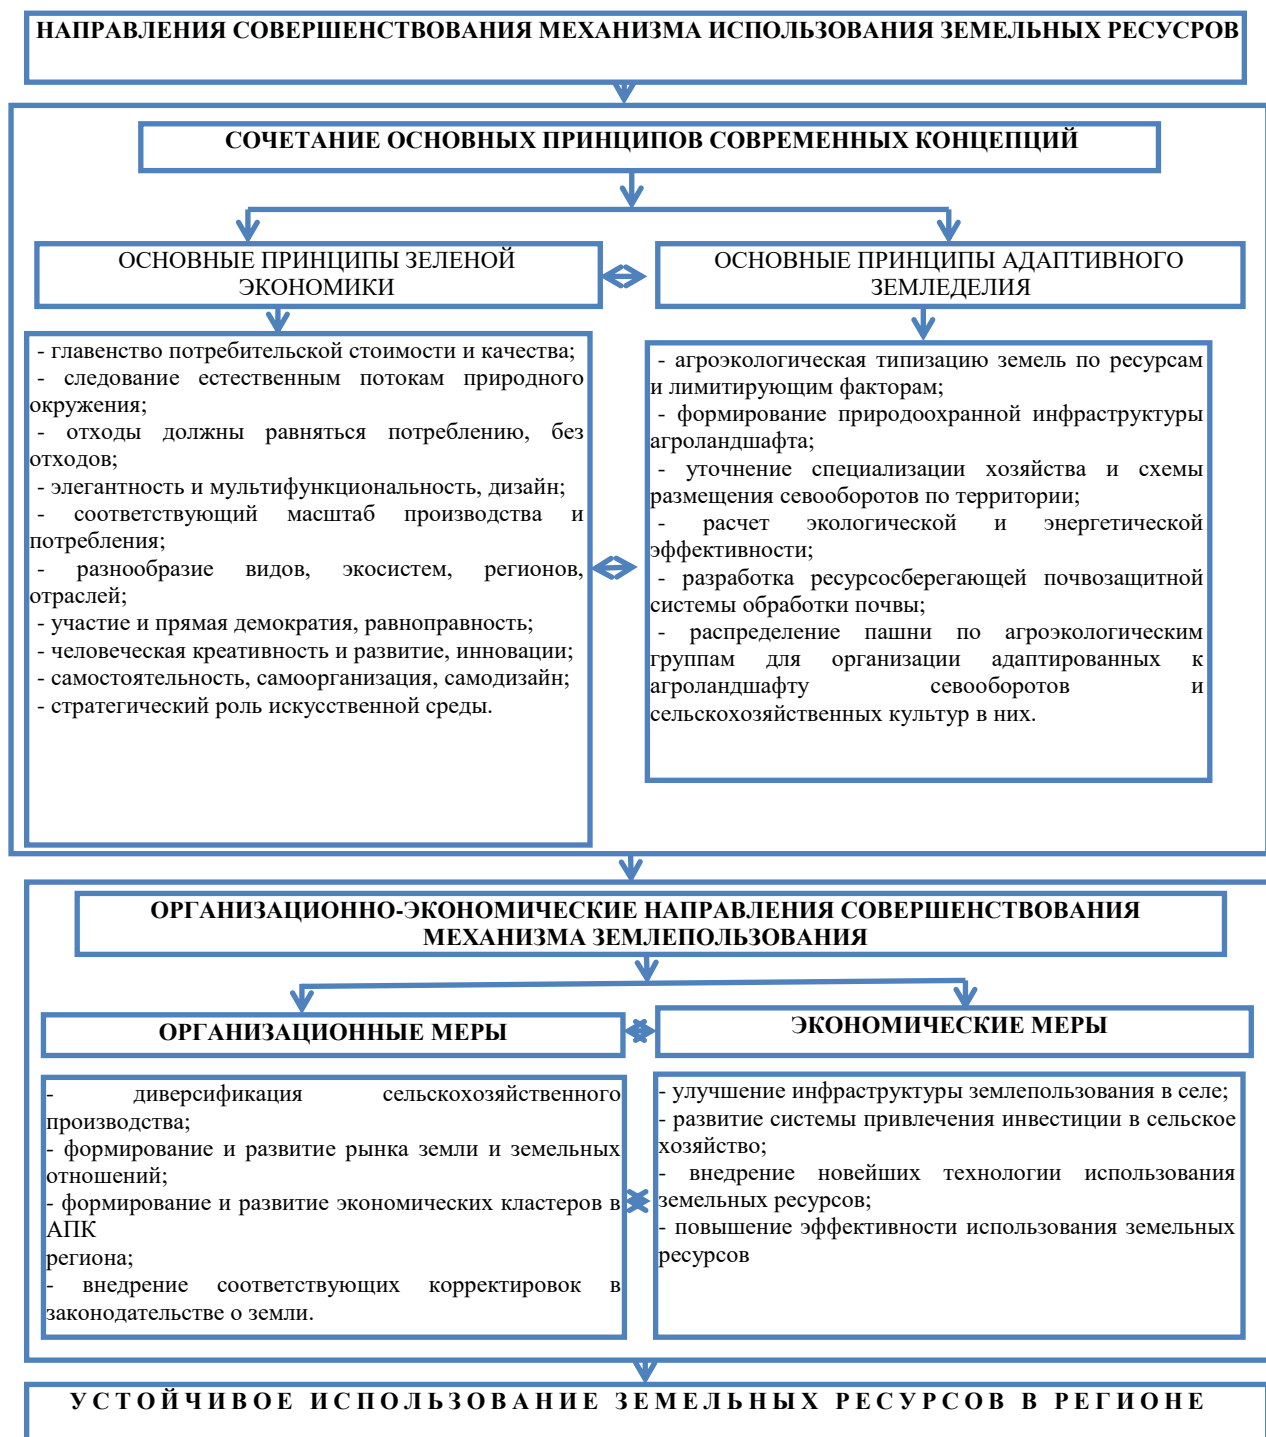 НАПРАВЛЕНИЯ СОВЕРШЕНСТВОВАНИЯ МЕХАНИЗМА ИСПОЛЬЗОВАНИЯ ЗЕМЕЛЬНЫХ РЕСУСРОВ
СОЧЕТАНИЕ ОСНОВНЫХ ПРИНЦИПОВ СОВРЕМЕННЫХ КОНЦЕПЦИЙ
ОСНОВНЫЕ ПРИНЦИПЫ ЗЕЛЕНОЙ
ЭКОНОМИКИ
ОСНОВНЫЕ ПРИНЦИПЫ АДАПТИВНОГО
ЗЕМЛЕДЕЛИЯ
- главенство потребительской стоимости и качества;
- следование естественным потокам природного
окружения;
- отходы должны равняться потреблению, без
отходов;
- элегантность и мультифункциональность, дизайн;
- соответствующий масштаб производства и
потребления;
- разнообразие видов, экосистем, регионов,
отраслей;
- участие и прямая демократия, равноправность;
- человеческая креативность и развитие, инновации;
- самостоятельность, самоорганизация, самодизайн;
- стратегический роль искусственной среды.
- агроэкологическая типизацию земель по ресурсам
и лимитирующим факторам;
- формирование природоохранной инфраструктуры
агроландшафта;
- уточнение специализации хозяйства и схемы
размещения севооборотов по территории;
- расчет экологической и энергетической
эффективности;
- разработка ресурсосберегающей почвозащитной
системы обработки почвы;
- распределение пашни по агроэкологическим
группам для организации адаптированных к
агроландшафту севооборотов и
сельскохозяйственных культур в них.
ОРГАНИЗАЦИОННО-ЭКОНОМИЧЕСКИЕ НАПРАВЛЕНИЯ СОВЕРШЕНСТВОВАНИЯ
МЕХАНИЗМА ЗЕМЛЕПОЛЬЗОВАНИЯ
ОРГАНИЗАЦИОННЫЕ МЕРЫ
ЭКОНОМИЧЕСКИЕ МЕРЫ
- диверсификация сельскохозяйственного
производства;
- формирование и развитие рынка земли и земельных
отношений;
- формирование и развитие экономических кластеров в
АПК
региона;
- внедрение соответствующих корректировок в
законодательстве о земли.
- улучшение инфраструктуры землепользования в селе;
- развитие системы привлечения инвестиции в сельское
хозяйство;
- внедрение новейших технологии использования
земельных ресурсов;
- повышение эффективности использования земельных
ресурсов
УСТОЙЧИВОЕ ИСПОЛЬЗОВАНИЕ ЗЕМЕЛЬНЫХ РЕСУРСОВ В РЕГИОНЕ